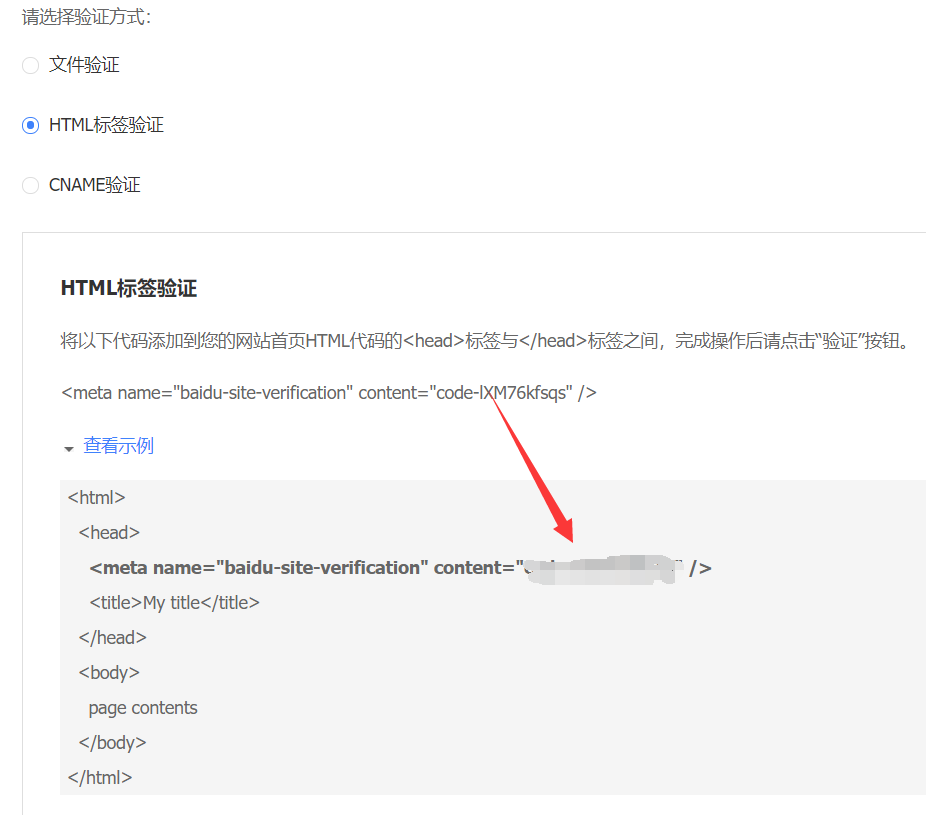 请选择验证方式：
文件验证
HTML标签验证
CNAME验证
HTML标签验证
将以下代码添加到您的网站首页HTML代码的<head>标签与</head>标签之间，完成操作后请点击“验证”按钮。
<meta name="baidu-site-verification" content="code-lXM76kfsqs" />
查看示例
<html>
<head>
<meta name="baidu-site-verification" content=" " />
<title>My title</title>
</head>
<body>
page contents
</body>
</html>